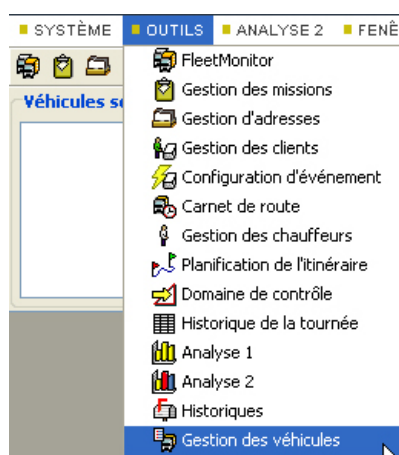 SYSTÈME OUTILS ANALYSE 2 FENÊ
FleetMonitor
Gestion des missions
Véhicules se
Gestion d'adresses
Gestion des clients
Configuration d'événement
Carnet de route
Gestion des chauffeurs
Planification de l'itinéraire
Domaine de contrôle
Historique de la tournée
Analyse 1
Analyse 2
Historiques
Gestion des véhicules